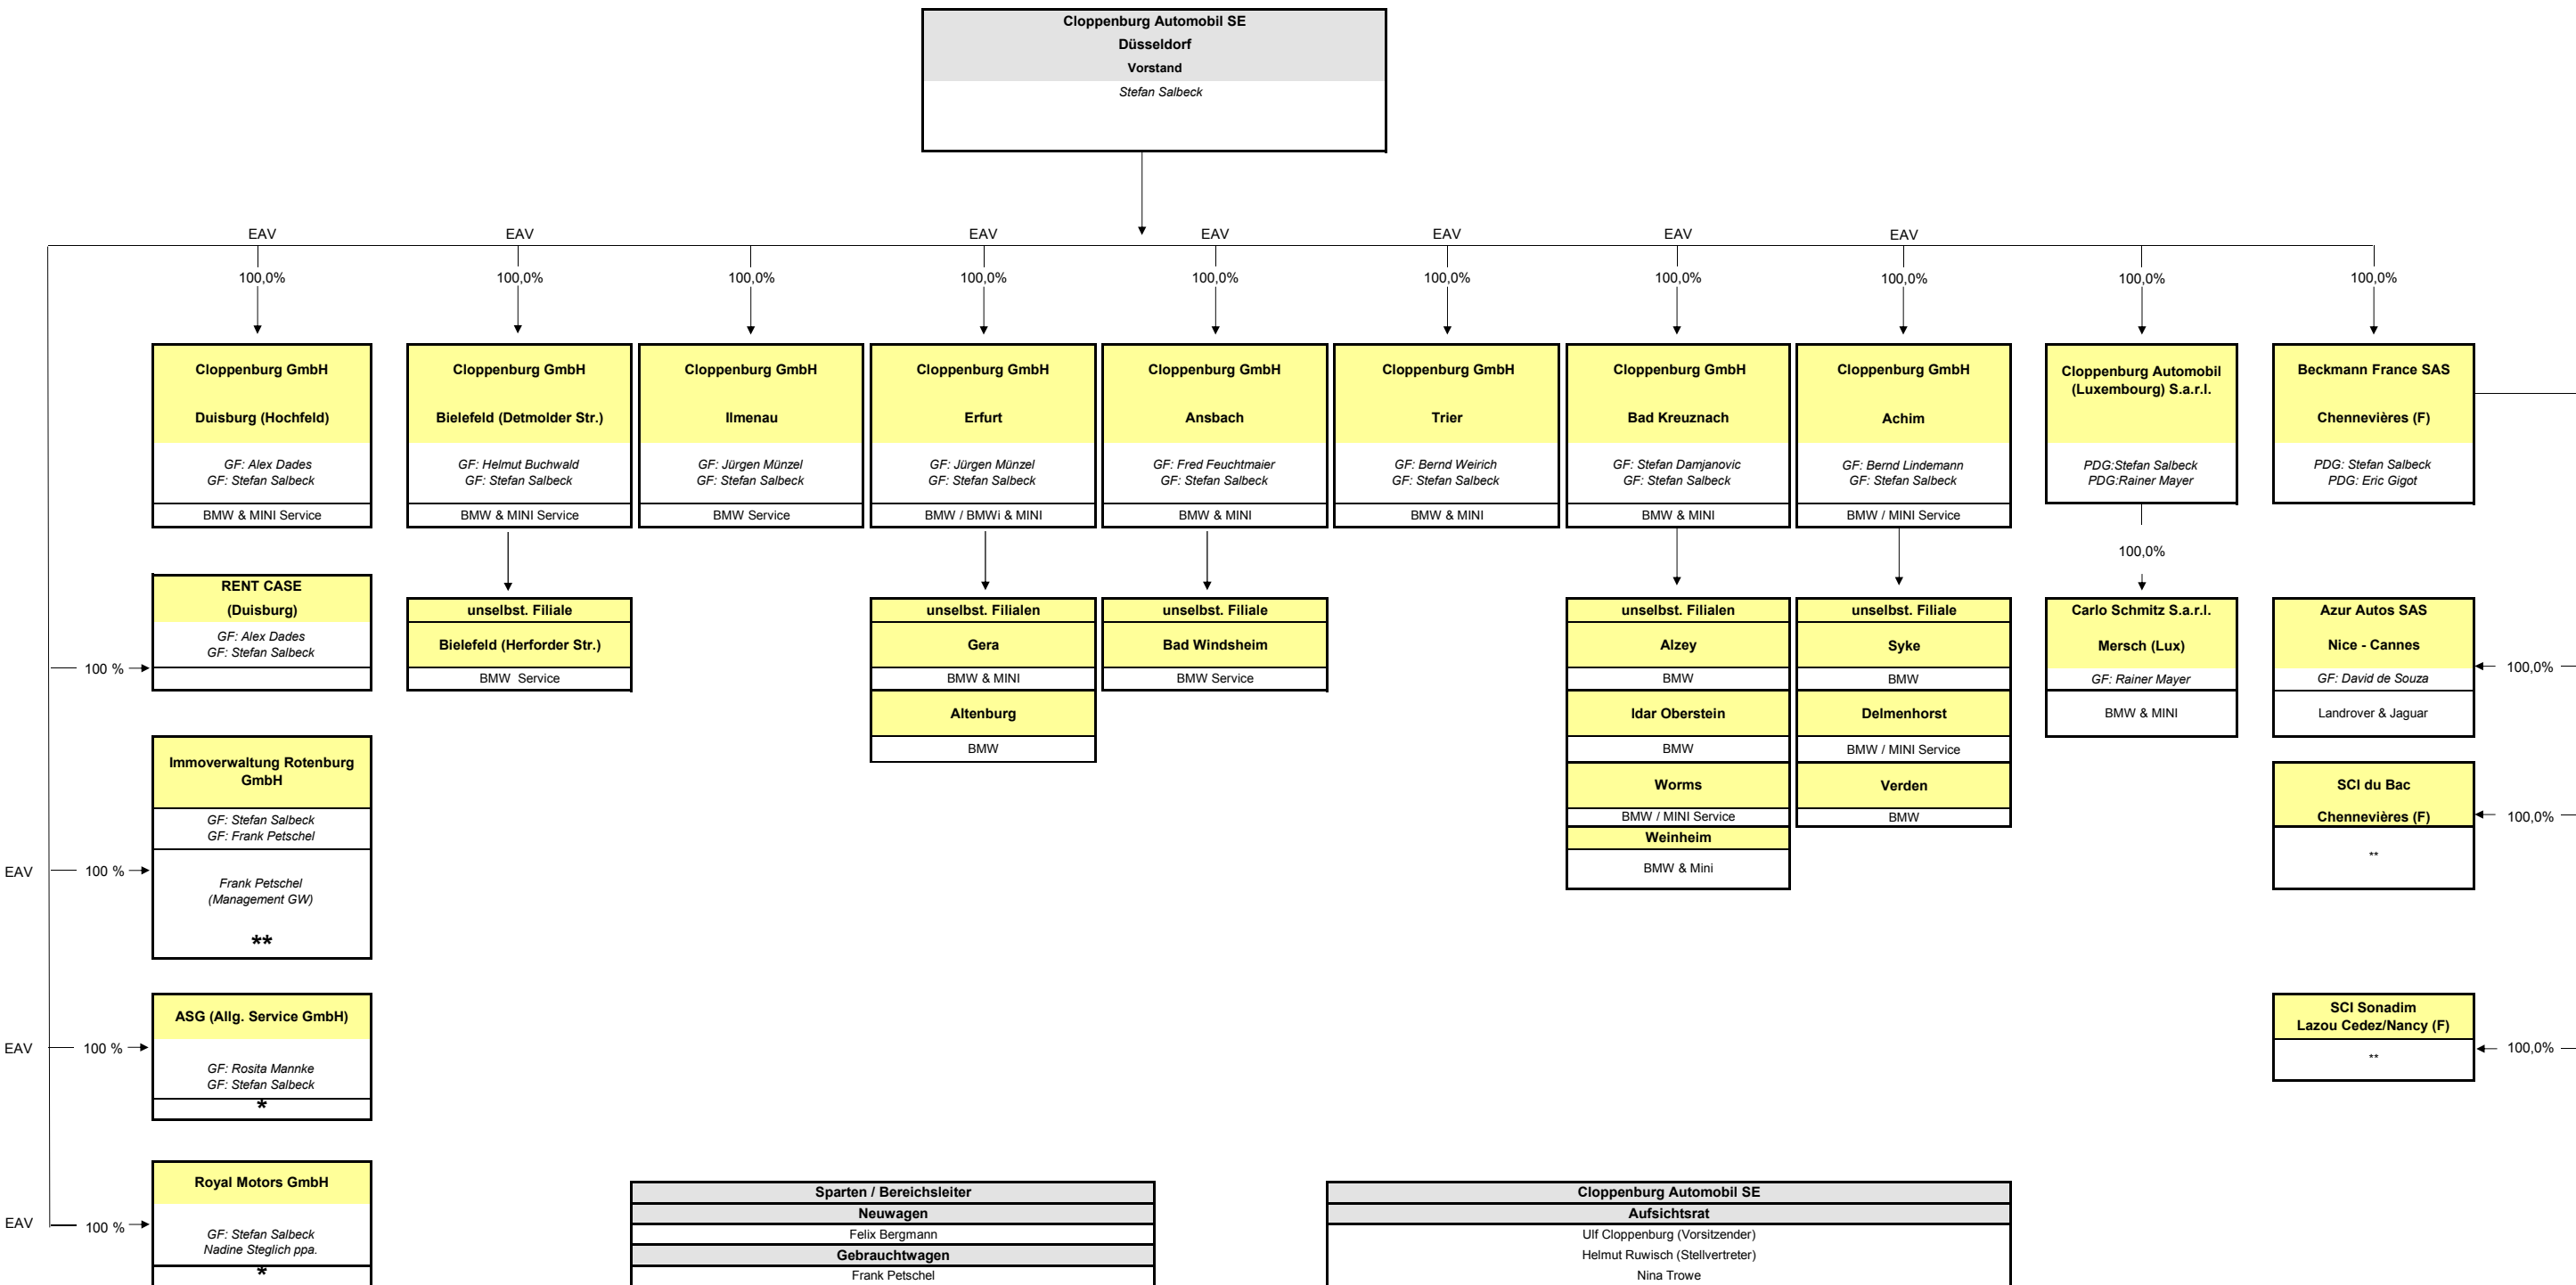 Cloppenburg Automobil SE
Düsseldorf
Vorstand
Stefan Salbeck
EAV
EAV
EAV
EAV
EAV
EAV
EAV
100,0%
100,0%
100,0%
100,0%
100,0%
100,0%
100,0%
100,0%
100,0%
100,0%
Cloppenburg GmbH
Duisburg (Hochfeld)
GF: Alex Dades
GF: Stefan Salbeck
BMW & MINI Service
Cloppenburg GmbH
Bielefeld (Detmolder Str.)
GF: Helmut Buchwald
GF: Stefan Salbeck
BMW & MINI Service
Cloppenburg GmbH
Ilmenau
GF: Jürgen Münzel
GF: Stefan Salbeck
BMW Service
Cloppenburg GmbH
Erfurt
GF: Jürgen Münzel
GF: Stefan Salbeck
BMW / BMWi & MINI
Cloppenburg GmbH
Ansbach
GF: Fred Feuchtmaier
GF: Stefan Salbeck
BMW & MINI
Cloppenburg GmbH
Trier
GF: Bernd Weirich
GF: Stefan Salbeck
BMW & MINI
Cloppenburg GmbH
Bad Kreuznach
GF: Stefan Damjanovic
GF: Stefan Salbeck
BMW & MINI
Cloppenburg GmbH
Achim
GF: Bernd Lindemann
GF: Stefan Salbeck
BMW / MINI Service
Cloppenburg Automobil
(Luxembourg) S.a.r.l.
PDG:Stefan Salbeck
PDG:Rainer Mayer
Beckmann France SAS
Chennevières (F)
PDG: Stefan Salbeck
PDG: Eric Gigot
100,0%
RENT CASE
(Duisburg)
GF: Alex Dades
GF: Stefan Salbeck
100 %
unselbst. Filiale
Bielefeld (Herforder Str.)
BMW Service
unselbst. Filialen
Gera
BMW & MINI
Altenburg
BMW
unselbst. Filiale
Bad Windsheim
BMW Service
unselbst. Filialen
Alzey
BMW
Idar Oberstein
BMW
Worms
BMW / MINI Service
Weinheim
BMW & Mini
unselbst. Filiale
Syke
BMW
Delmenhorst
BMW / MINI Service
Verden
BMW
Carlo Schmitz S.a.r.l.
Mersch (Lux)
GF: Rainer Mayer
BMW & MINI
Azur Autos SAS
Nice - Cannes
GF: David de Souza
Landrover & Jaguar
100,0%
Immoverwaltung Rotenburg
GmbH
GF: Stefan Salbeck
GF: Frank Petschel
Frank Petschel
(Management GW)
**
EAV
100 %
SCI du Bac
Chennevières (F)
**
100,0%
ASG (Allg. Service GmbH)
GF: Rosita Mannke
GF: Stefan Salbeck
*
EAV
100 %
SCI Sonadim
Lazou Cedez/Nancy (F)
**
100,0%
Royal Motors GmbH
GF: Stefan Salbeck
Nadine Steglich ppa.
*
EAV
100 %
Sparten / Bereichsleiter
Neuwagen
Felix Bergmann
Gebrauchtwagen
Frank Petschel
Cloppenburg Automobil SE
Aufsichtsrat
Ulf Cloppenburg (Vorsitzender)
Helmut Ruwisch (Stellvertreter)
Nina Trowe